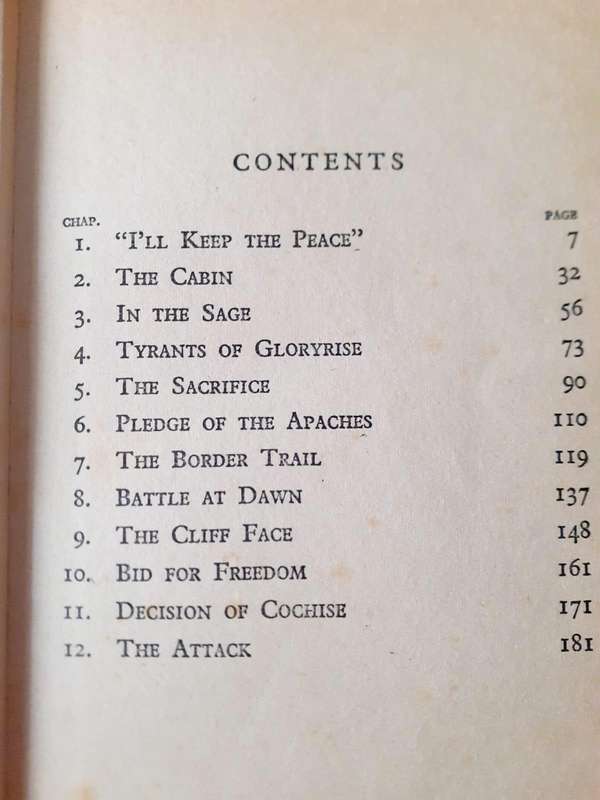 CONTENTS
CHAP. PAGE
1. “I’LL KEEP THE PEACE” 7
2. THE CABIN 32
3. IN THE SAGE 56
4. TYRANTS OF GLORYRISE 73
5. THE SACRIFICE 90
6. PLEDGE OF THE APACHES 110
7. THE BORDER TRAIL 119
8. BATTLE AT DAWN 137
9. THE CLIFF FACE 148
10. BID FOR FREEDOM 161
11. DECISION OF COCHISE 171
12. THE ATTACK 181